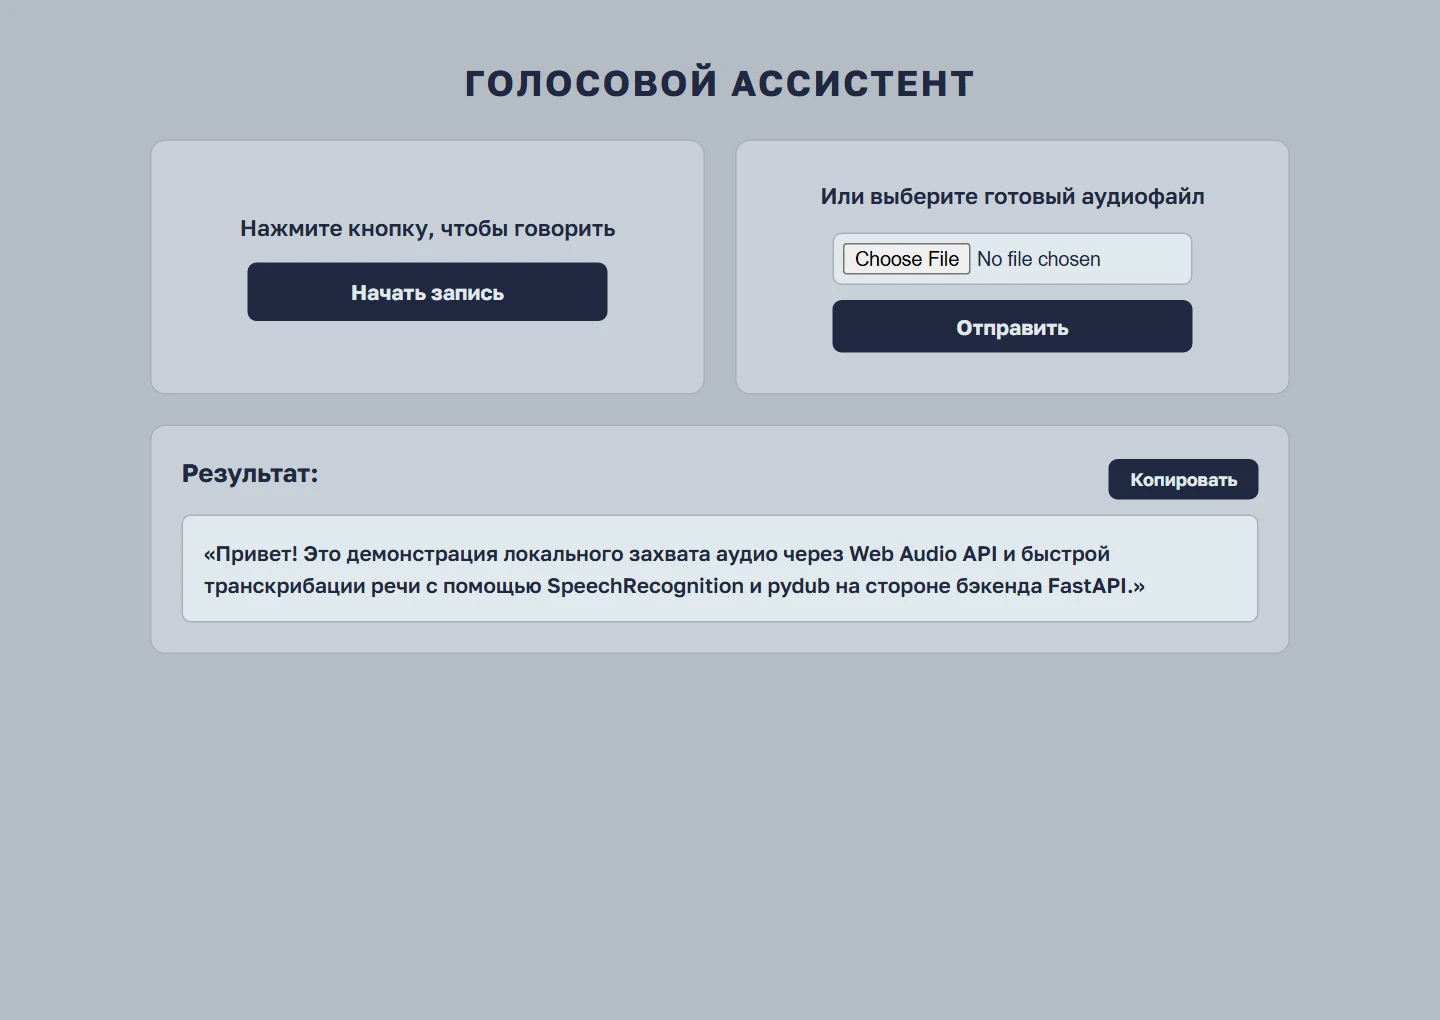 ГОЛОСОВОЙ АССИСТЕНТ
Нажмите кнопку, чтобы говорить
Начать запись
Или выберите готовый аудиофайл
Choose File No file chosen
Отправить
Результат:
Копировать
«Привет! Это демонстрация локального захвата аудио через Web Audio API и быстрой
транскрибации речи с помощью SpeechRecognition и pydub на стороне бэкенда FastAPI.»